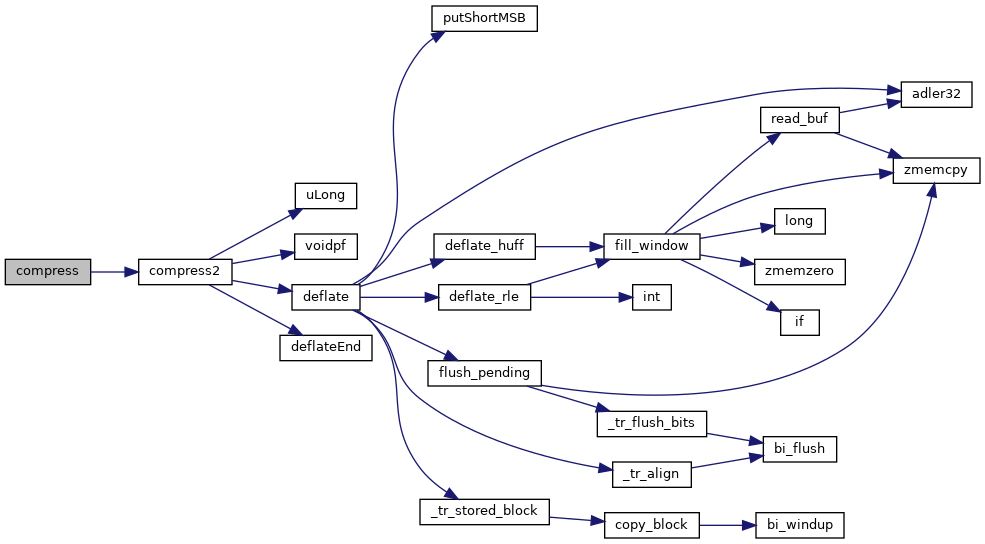 compress
compress2
uLong
voidpf
deflate
deflateEnd
putShortMSB
deflate_huff
deflate_rle
flush_pending
_tr_stored_block
fill_window
int
_tr_flush_bits
_tr_align
copy_block
read_buf
long
zmemzero
if
bi_flush
bi_windup
adler32
zmemcpy